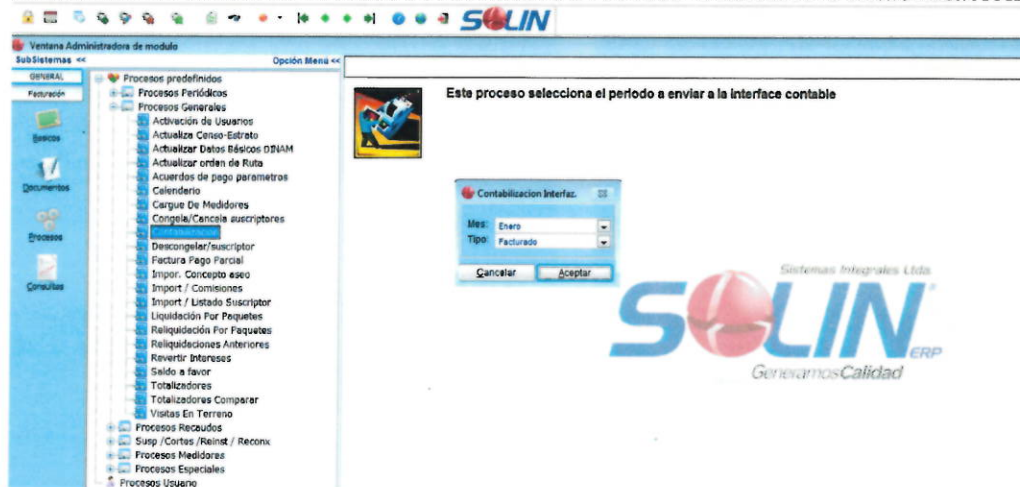 SOLIN
Ventana Administradora de modulo
SubSistemas <<
Opción Menú <<
GENERAL
Facturación
Básicos
Documentos
Procesos
Consultas
Procesos predefinidos
Procesos Periódicos
Procesos Generales
Activación de Usuarios
Actualiza Censo-Estrato
Actualizar Datos Básicos DINAM
Actualizar orden de Ruta
Acuerdos de pago parametros
Calendario
Cargue De Medidores
Congela/Cancela suscriptores
Contabilizacion
Descongelar/suscriptor
Factura Pago Parcial
Impor. Concepto aseo
Import / Comisiones
Import / Listado Suscriptor
Liquidación Por Paquetes
Reliquidación Por Paquetes
Reliquidaciones Anteriores
Revertir Intereses
Saldo a favor
Totalizadores
Totalizadores Comparar
Visitas En Terreno
Procesos Recaudos
Susp /Cortes /Reinst / Reconx
Procesos Medidores
Procesos Especiales
Procesos Usuario
Este proceso selecciona el periodo a enviar a la interface contable
Contabilizacion Interfaz.
Mes: Enero
Tipo: Facturado
Cancelar Aceptar
Sistemas Integrales Ltda
SOLIN
ERP
GeneramosCalidad